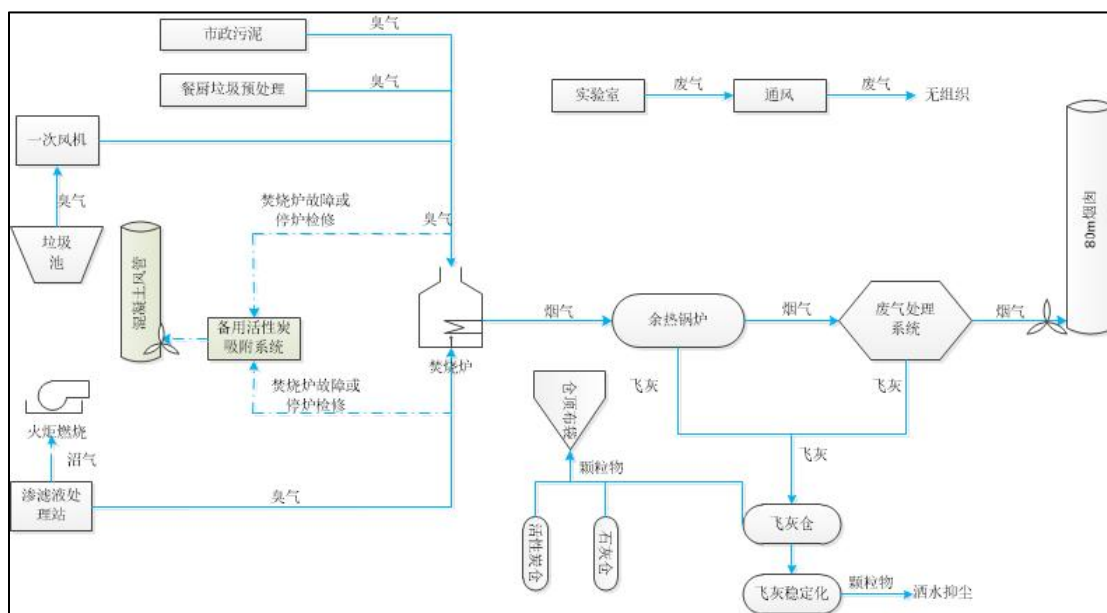 市政污泥
臭气
餐厨垃圾预处理
臭气
实验室
废气
通风
废气
无组织
一次风机
臭气
垃圾
池
混凝土风管
焚烧炉故障或
停炉检修
臭气
80m烟囱
备用活性炭
吸附系统
焚烧炉
烟气
余热锅炉
烟气
废气处理
系统
烟气
焚烧炉故障或
停炉检修
飞灰
飞灰
仓顶布袋
火炬燃烧
沼气
飞灰
颗粒物
渗滤液处
理站
臭气
活性炭仓
石灰仓
飞灰仓
飞灰稳定化
颗粒物
洒水抑尘